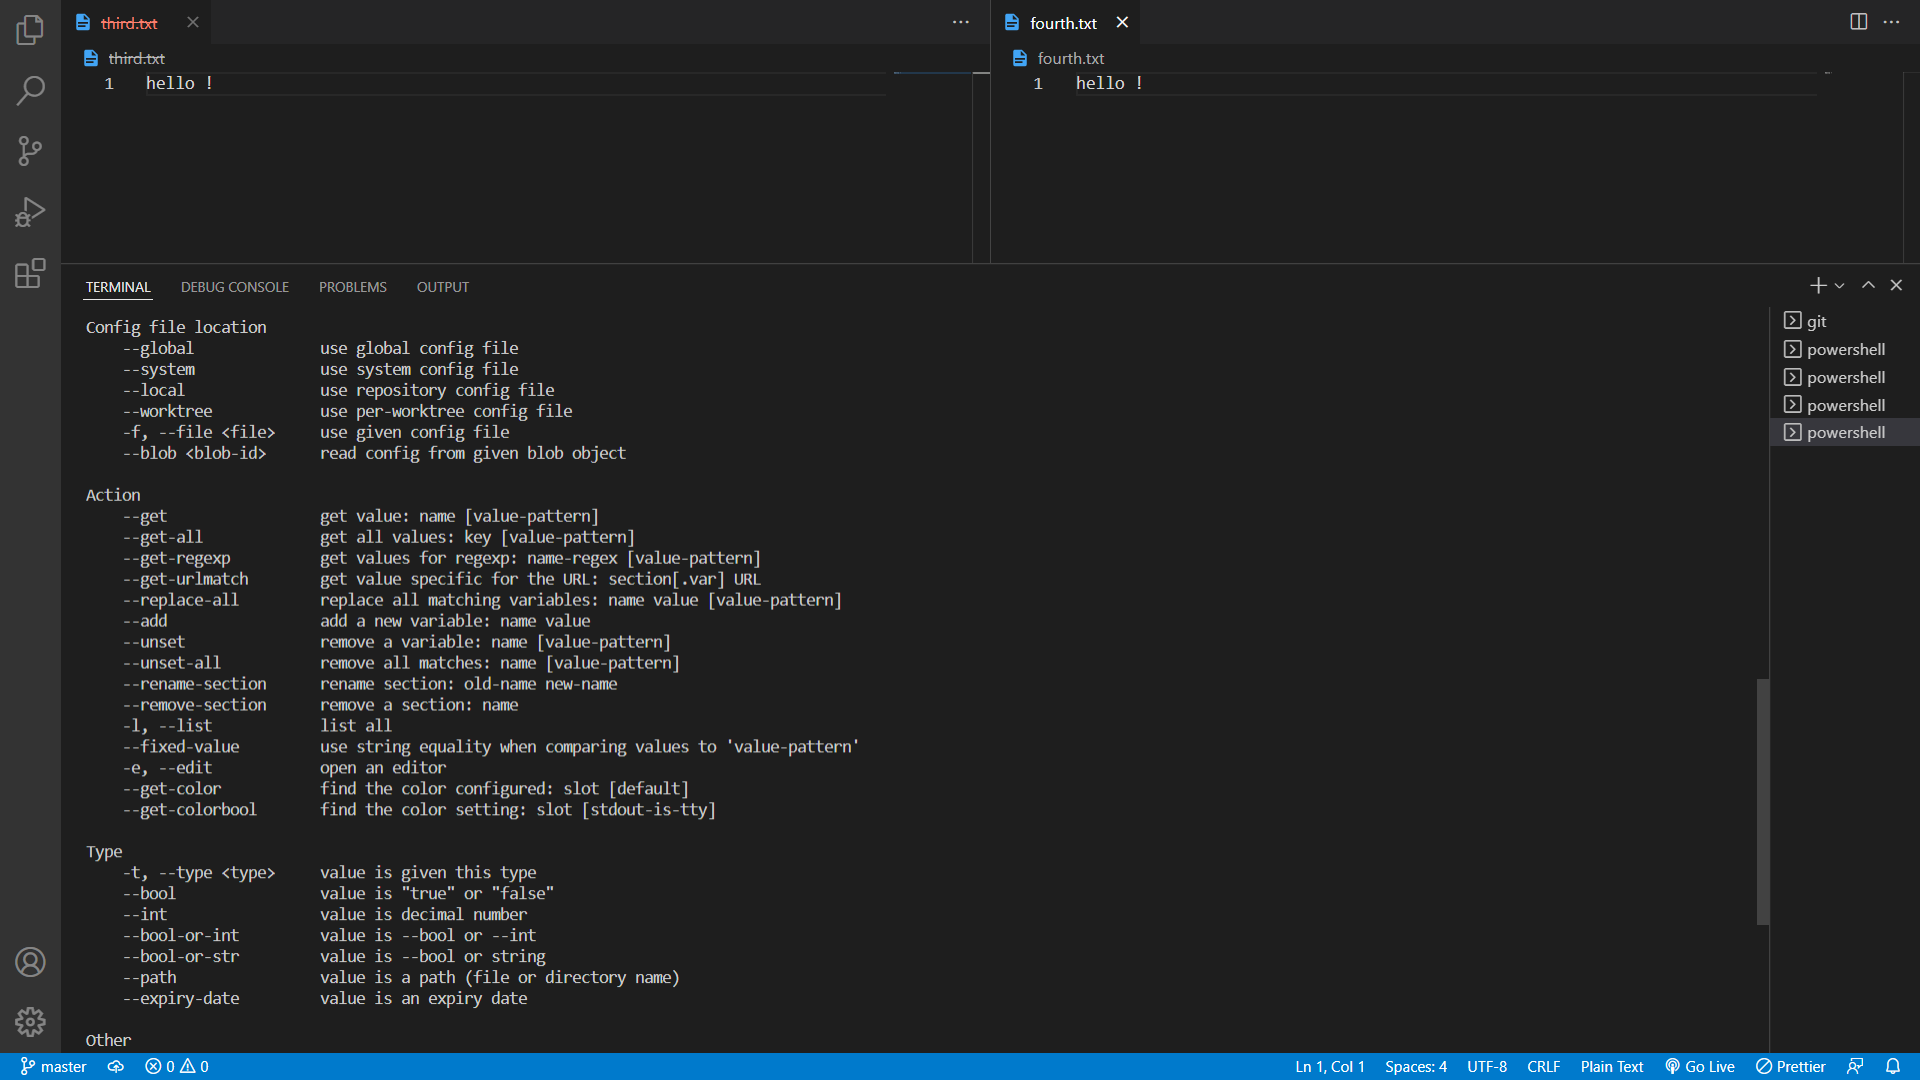 third.txt
fourth.txt
third.txt
fourth.txt
1 hello !
1 hello !
TERMINAL DEBUG CONSOLE PROBLEMS OUTPUT
Config file location
--global use global config file
--system use system config file
--local use repository config file
--worktree use per-worktree config file
-f, --file <file> use given config file
--blob <blob-id> read config from given blob object
Action
--get get value: name [value-pattern]
--get-all get all values: key [value-pattern]
--get-regexp get values for regexp: name-regex [value-pattern]
--get-urlmatch get value specific for the URL: section[.var] URL
--replace-all replace all matching variables: name value [value-pattern]
--add add a new variable: name value
--unset remove a variable: name [value-pattern]
--unset-all remove all matches: name [value-pattern]
--rename-section rename section: old-name new-name
--remove-section remove a section: name
-l, --list list all
--fixed-value use string equality when comparing values to 'value-pattern'
-e, --edit open an editor
--get-color find the color configured: slot [default]
--get-colorbool find the color setting: slot [stdout-is-tty]
Type
-t, --type <type> value is given this type
--bool value is "true" or "false"
--int value is decimal number
--bool-or-int value is --bool or --int
--bool-or-str value is --bool or string
--path value is a path (file or directory name)
--expiry-date value is an expiry date
Other
git
powershell
powershell
powershell
powershell
master 0 0 Ln 1, Col 1 Spaces: 4 UTF-8 CRLF Plain Text Go Live Prettier